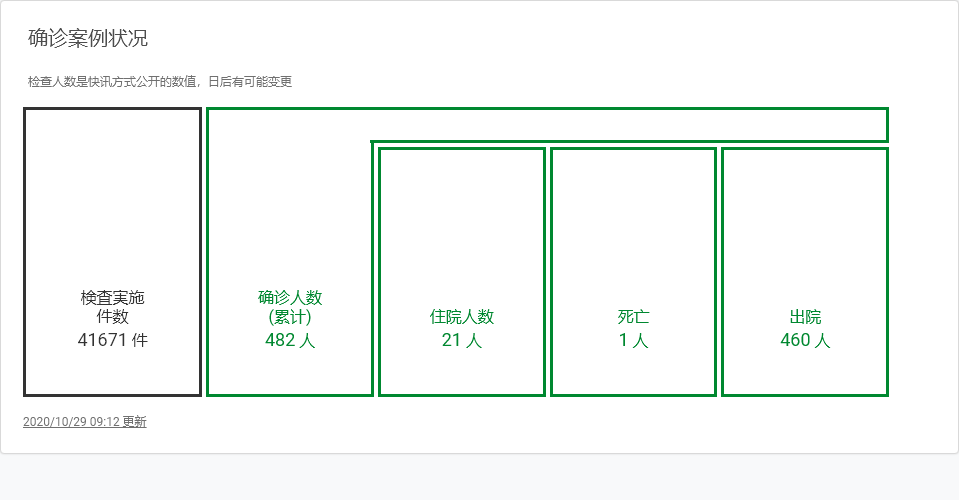 确诊案例状况
检查人数是快讯方式公开的数值，日后有可能变更
検査実施
件数
41671 件
确诊人数
(累计)
482 人
住院人数
21 人
死亡
1 人
出院
460 人
2020/10/29 09:12 更新